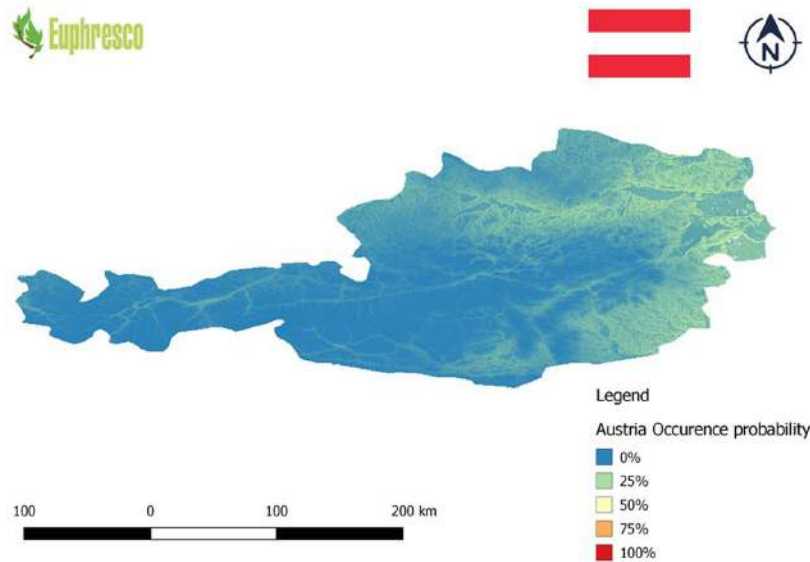 Euphresco
N
Legend
Austria Occurence probability
0%
25%
50%
75%
100%
100 0 100 200 km